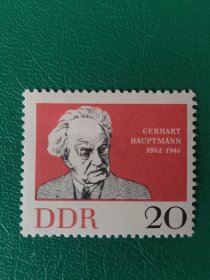 GERHART
HAUPTMANN
1862-1946
DDR 20